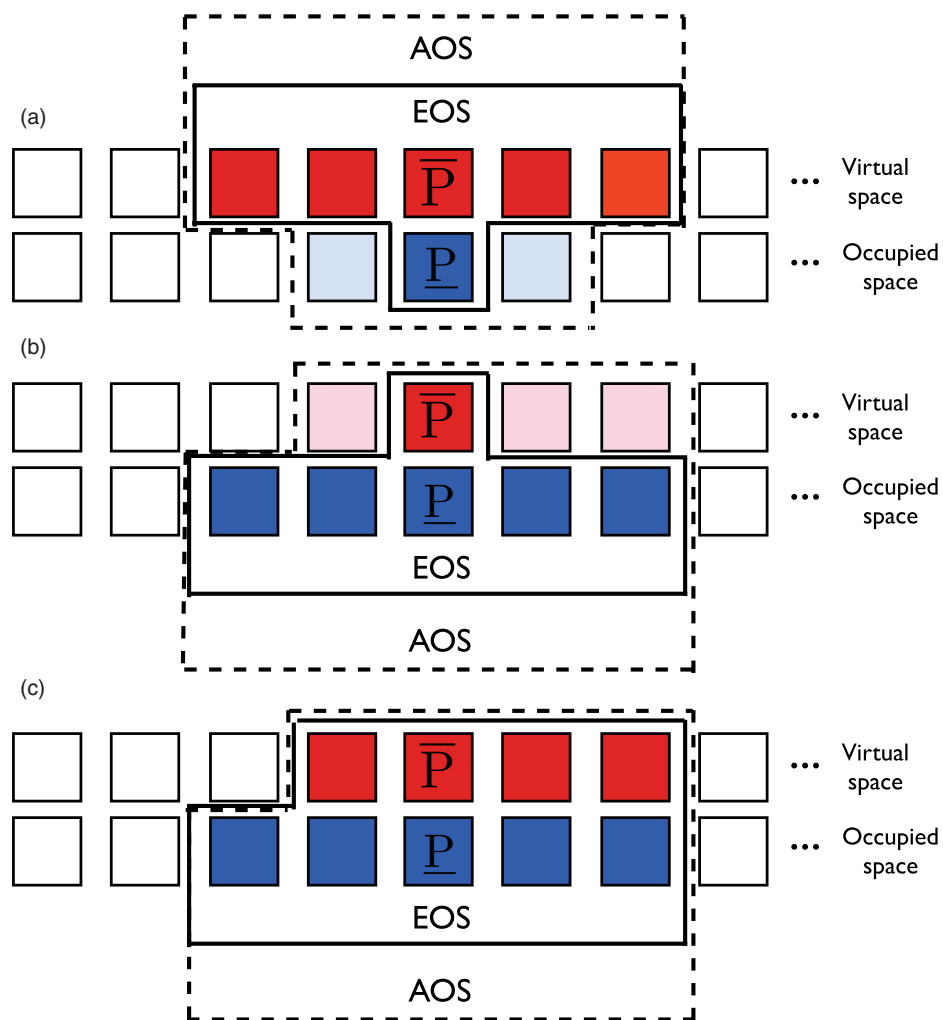 AOS
EOS
(a)
P̅
... Virtual
space
P̲
... Occupied
space
(b)
P̅
... Virtual
space
P̲
... Occupied
space
EOS
AOS
(c)
P̅
... Virtual
space
P̲
... Occupied
space
EOS
AOS